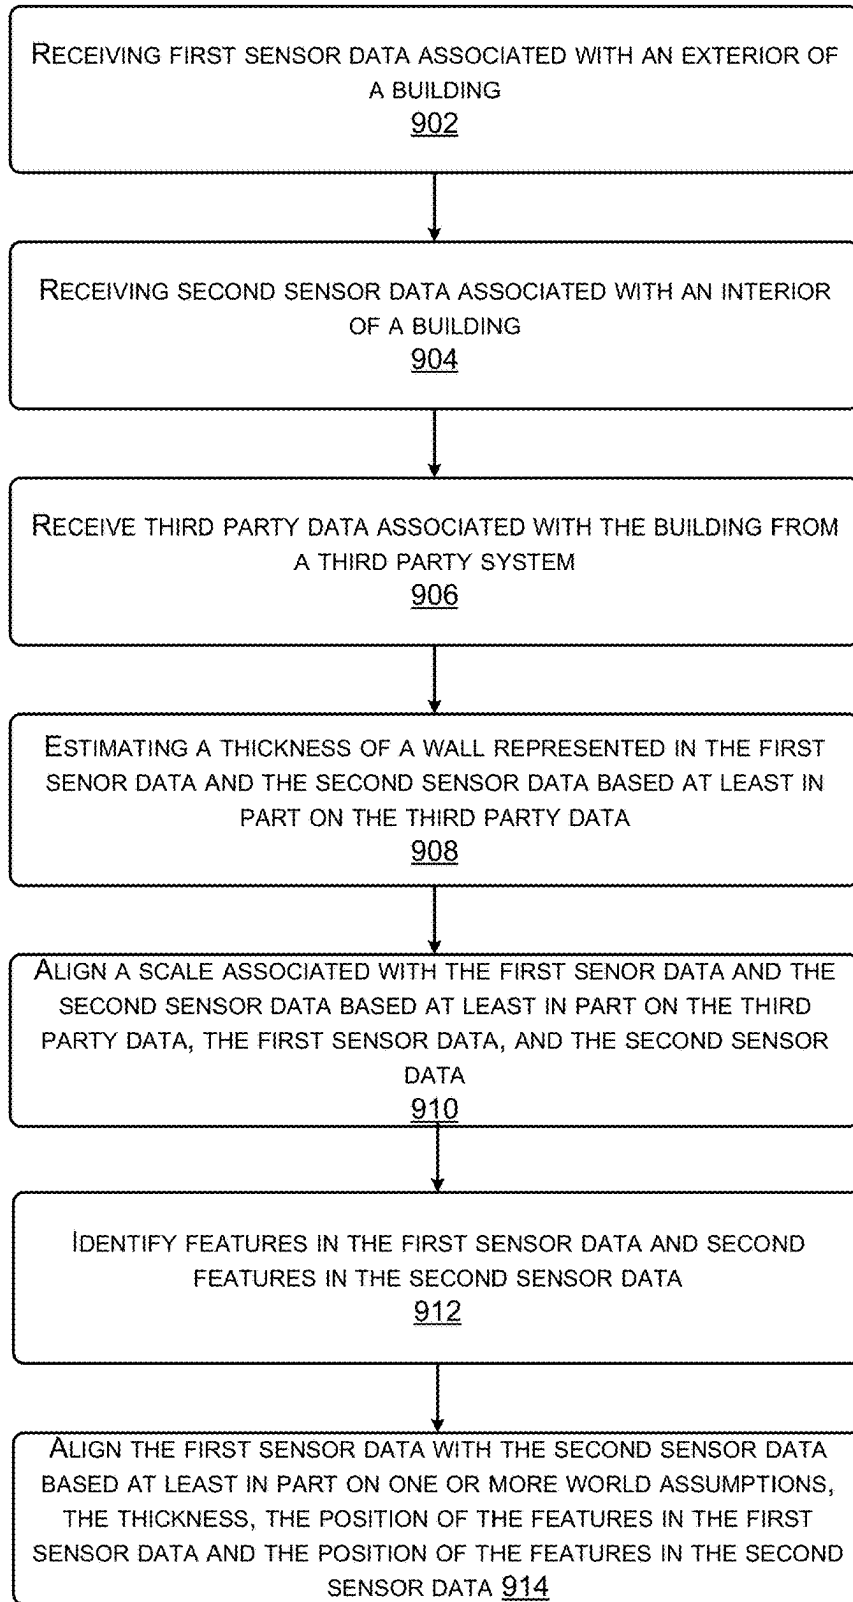 RECEIVING FIRST SENSOR DATA ASSOCIATED WITH AN EXTERIOR OF
A BUILDING
902
RECEIVING SECOND SENSOR DATA ASSOCIATED WITH AN INTERIOR
OF A BUILDING
904
RECEIVE THIRD PARTY DATA ASSOCIATED WITH THE BUILDING FROM
A THIRD PARTY SYSTEM
906
ESTIMATING A THICKNESS OF A WALL REPRESENTED IN THE FIRST
SENOR DATA AND THE SECOND SENSOR DATA BASED AT LEAST IN
PART ON THE THIRD PARTY DATA
908
ALIGN A SCALE ASSOCIATED WITH THE FIRST SENOR DATA AND THE
SECOND SENSOR DATA BASED AT LEAST IN PART ON THE THIRD
PARTY DATA, THE FIRST SENSOR DATA, AND THE SECOND SENSOR
DATA
910
IDENTIFY FEATURES IN THE FIRST SENSOR DATA AND SECOND
FEATURES IN THE SECOND SENSOR DATA
912
ALIGN THE FIRST SENSOR DATA WITH THE SECOND SENSOR DATA
BASED AT LEAST IN PART ON ONE OR MORE WORLD ASSUMPTIONS,
THE THICKNESS, THE POSITION OF THE FEATURES IN THE FIRST
SENSOR DATA AND THE POSITION OF THE FEATURES IN THE SECOND
SENSOR DATA 914